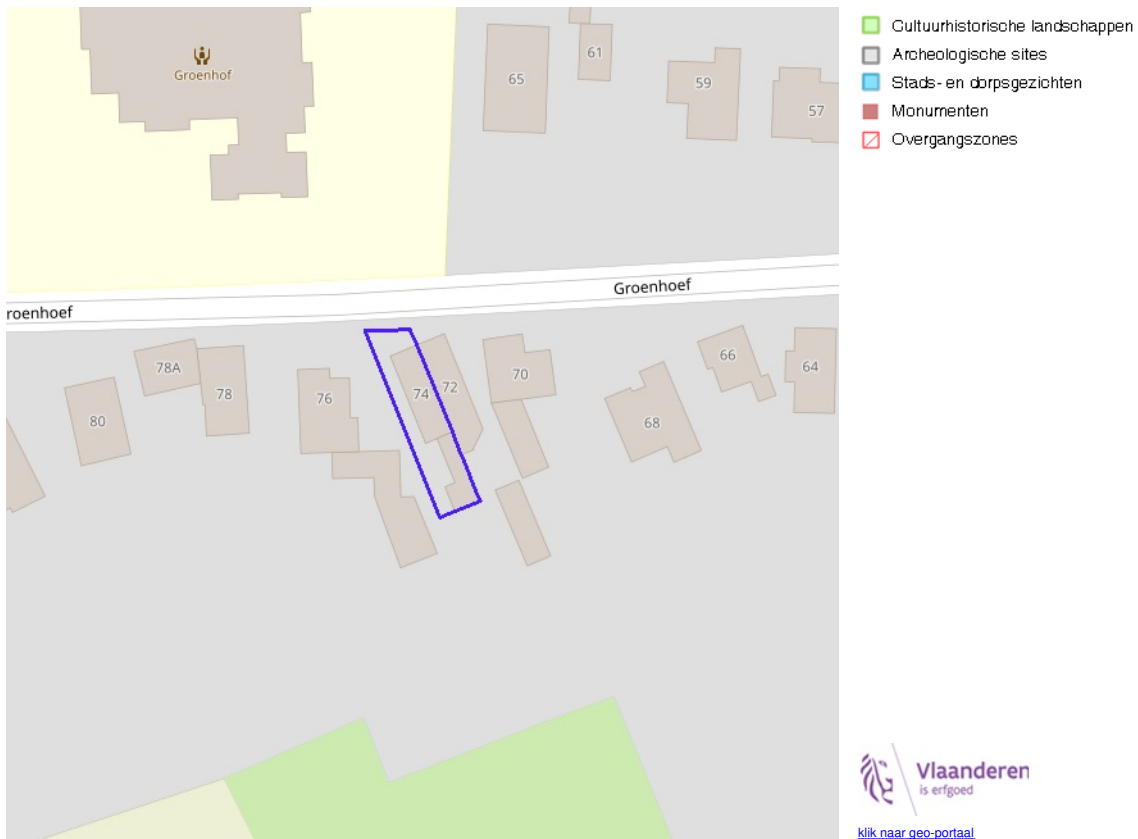 Groenhof
65
61
59
57
Groenhoef
roenhoef
78A
78
80
76
74
72
70
68
66
64
Cultuurhistorische landschappen
Archeologische sites
Stads- en dorpsgezichten
Monumenten
Overgangszones
Vlaanderen
is erfgoed
klik naar geo-portaal